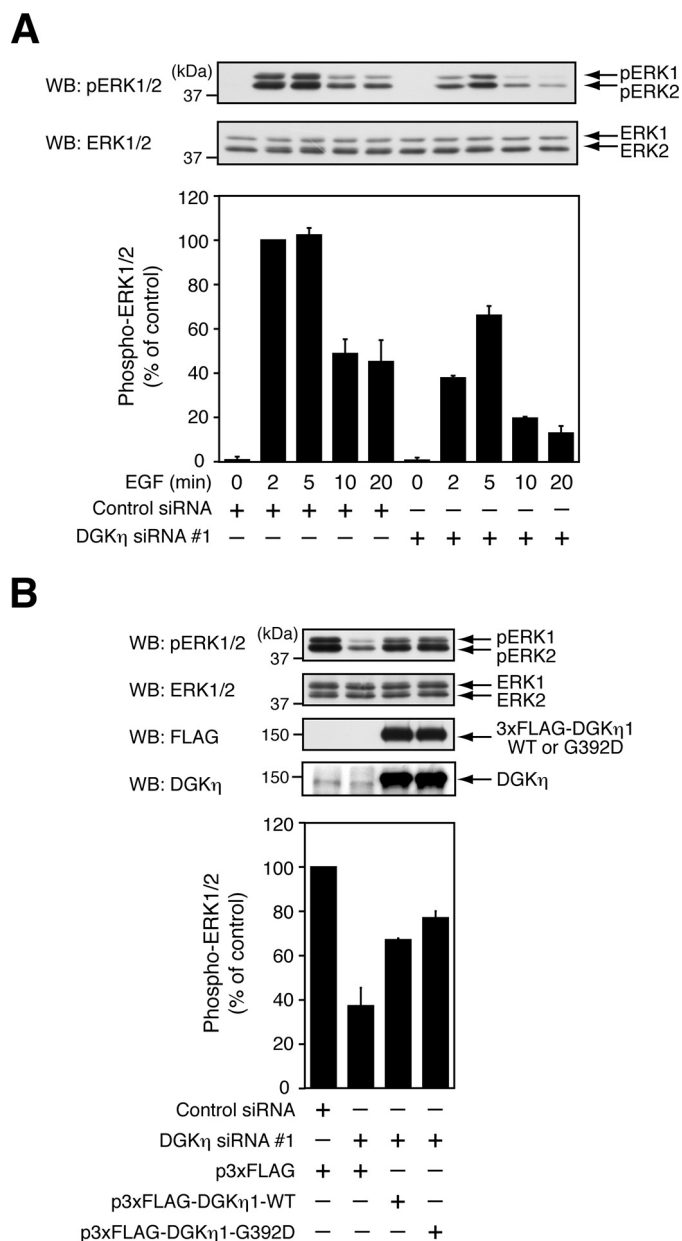 A
WB: pERK1/2
(kDa)
37
pERK1
pERK2
WB: ERK1/2
37
ERK1
ERK2
Phospho-ERK1/2
(% of control)
120
100
80
60
40
20
0
EGF (min) 0 2 5 10 20 0 2 5 10 20
Control siRNA + + + + + − − − − −
DGKη siRNA #1 − − − − − + + + + +
B
WB: pERK1/2
(kDa)
37
pERK1
pERK2
WB: ERK1/2
37
ERK1
ERK2
WB: FLAG
150
3xFLAG-DGKη1
WT or G392D
WB: DGKη
150
DGKη
Phospho-ERK1/2
(% of control)
120
100
80
60
40
20
0
Control siRNA + − − −
DGKη siRNA #1 − + + +
p3xFLAG + + − −
p3xFLAG-DGKη1-WT − − + −
p3xFLAG-DGKη1-G392D − − − +